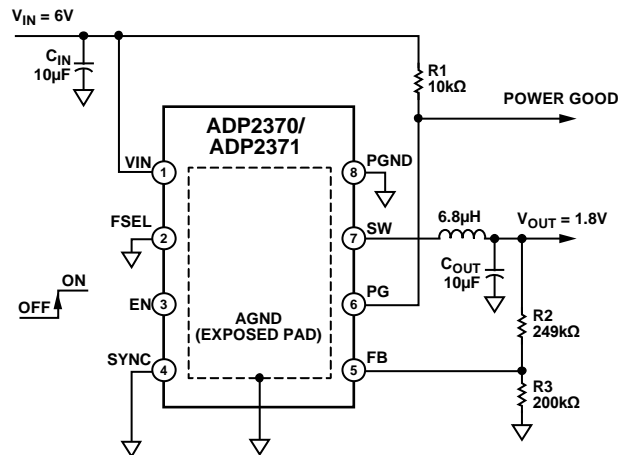 V_IN = 6V
C_IN
10µF
R1
10kΩ
POWER GOOD
ADP2370/
ADP2371
VIN
1
8
PGND
FSEL
2
7
SW
6.8µH
V_OUT = 1.8V
C_OUT
10µF
ON
OFF
EN
3
6
PG
AGND
(EXPOSED PAD)
R2
249kΩ
SYNC
4
5
FB
R3
200kΩ